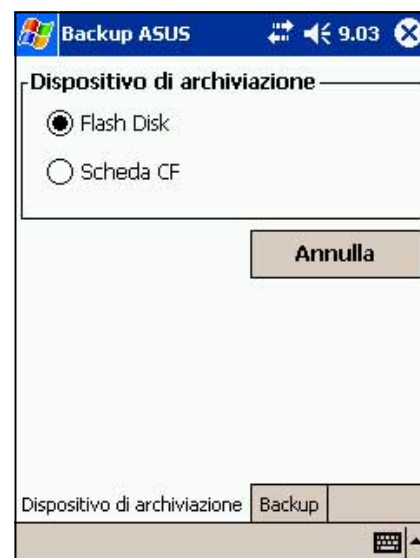 Backup ASUS 9.03
Dispositivo di archiviazione
Flash Disk
Scheda CF
Annulla
Dispositivo di archiviazione Backup